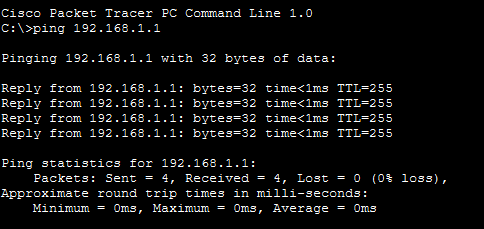 Cisco Packet Tracer PC Command Line 1.0
C:\>ping 192.168.1.1
Pinging 192.168.1.1 with 32 bytes of data:
Reply from 192.168.1.1: bytes=32 time<1ms TTL=255
Reply from 192.168.1.1: bytes=32 time<1ms TTL=255
Reply from 192.168.1.1: bytes=32 time<1ms TTL=255
Reply from 192.168.1.1: bytes=32 time<1ms TTL=255
Ping statistics for 192.168.1.1:
Packets: Sent = 4, Received = 4, Lost = 0 (0% loss),
Approximate round trip times in milli-seconds:
Minimum = 0ms, Maximum = 0ms, Average = 0ms